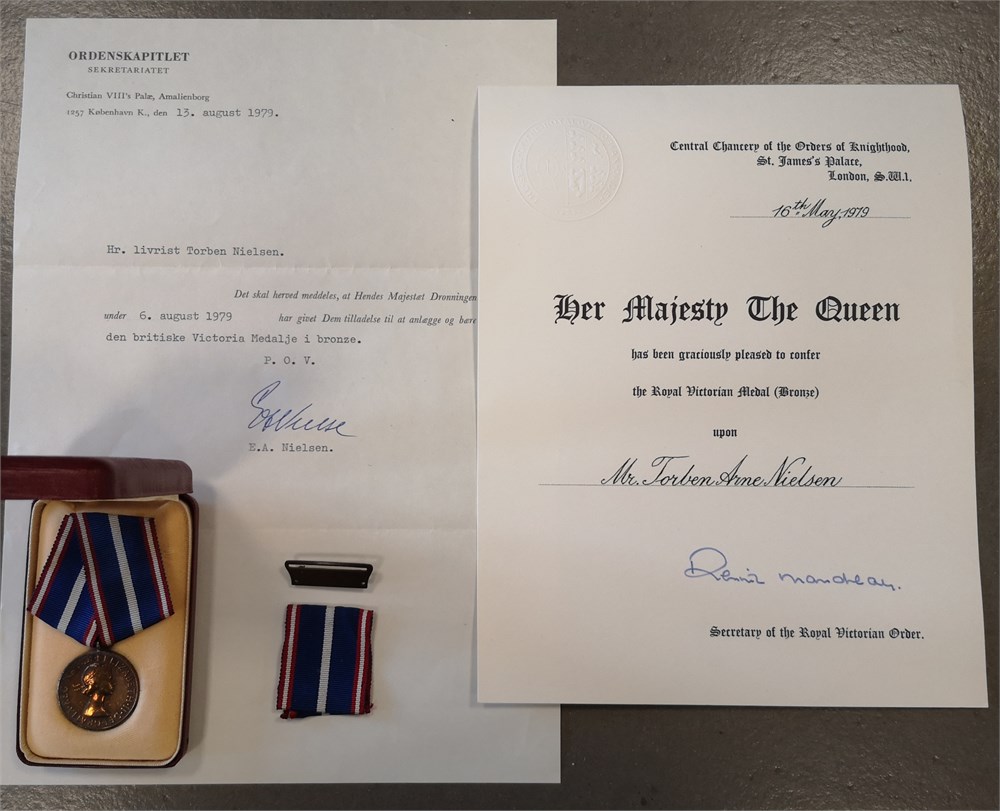 ORDENSKAPITLET
SEKRETARIATET
Christian VIII's Palæ, Amalienborg
1257 København K., den 13. august 1979.
Hr. livrist Torben Nielsen.
Det skal herved meddeles, at Hendes Majestæt Dronningen
under 6. august 1979 har givet Dem tilladelse til at anlægge og bære
den britiske Victoria Medalje i bronze.
P. O. V.
E.A. Nielsen.
Central Chancery of the Orders of Knighthood,
St. James's Palace,
London, S.W.1.
16th May, 1979
Her Majesty The Queen
has been graciously pleased to confer
the Royal Victorian Medal (Bronze)
upon
Mr. Torben Arne Nielsen
Secretary of the Royal Victorian Order.